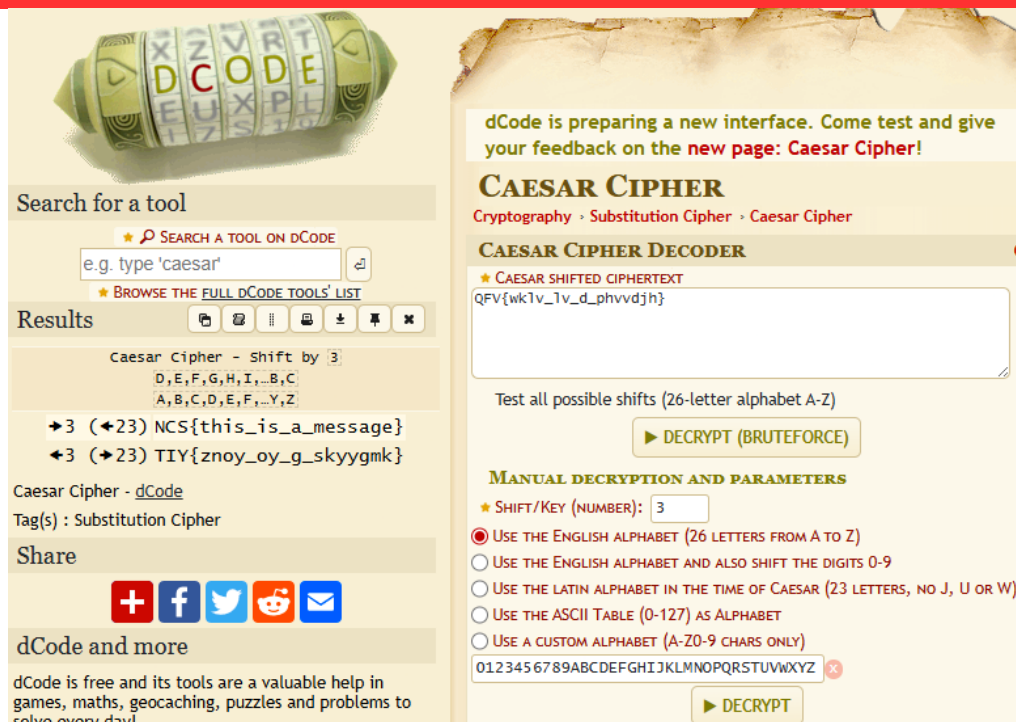 X Z V R T
D C O D E
E U X P L
Search for a tool
SEARCH A TOOL ON DCODE
e.g. type 'caesar'
BROWSE THE FULL DCODE TOOLS' LIST
Results
Caesar Cipher - Shift by 3
D,E,F,G,H,I,…B,C
A,B,C,D,E,F,…Y,Z
🠞3 (🠜23) NCS{this_is_a_message}
🠜3 (🠞23) TIY{znoy_oy_g_skyygmk}
Caesar Cipher - dCode
Tag(s) : Substitution Cipher
Share
dCode and more
dCode is free and its tools are a valuable help in
games, maths, geocaching, puzzles and problems to
solve every day!
dCode is preparing a new interface. Come test and give
your feedback on the new page: Caesar Cipher!
CAESAR CIPHER
Cryptography › Substitution Cipher › Caesar Cipher
CAESAR CIPHER DECODER
CAESAR SHIFTED CIPHERTEXT
QFV{wklv_lv_d_phvvdjh}
Test all possible shifts (26-letter alphabet A-Z)
▶ DECRYPT (BRUTEFORCE)
MANUAL DECRYPTION AND PARAMETERS
SHIFT/KEY (NUMBER): 3
USE THE ENGLISH ALPHABET (26 LETTERS FROM A TO Z)
USE THE ENGLISH ALPHABET AND ALSO SHIFT THE DIGITS 0-9
USE THE LATIN ALPHABET IN THE TIME OF CAESAR (23 LETTERS, NO J, U OR W)
USE THE ASCII TABLE (0-127) AS ALPHABET
USE A CUSTOM ALPHABET (A-Z0-9 CHARS ONLY)
0123456789ABCDEFGHIJKLMNOPQRSTUVWXYZ
▶ DECRYPT